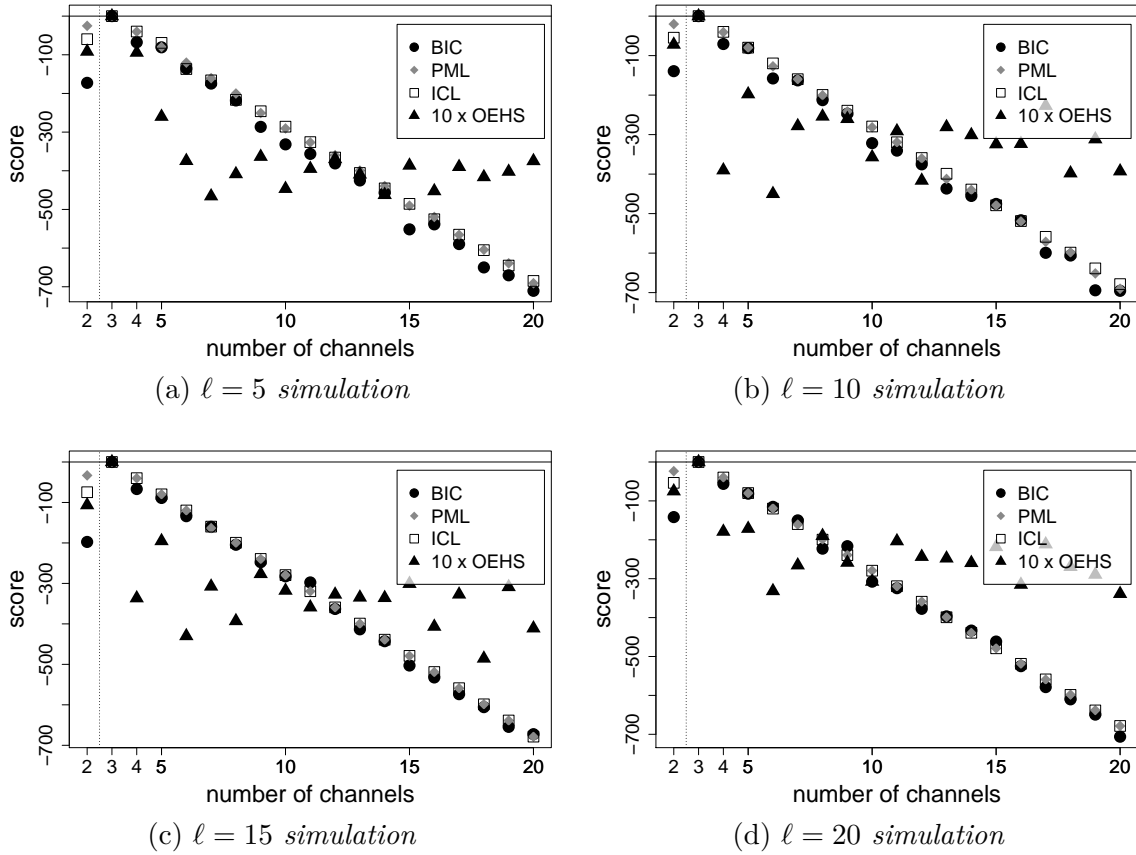 -100
-300
-500
-700
score
BIC
PML
ICL
10 x OEHS
2 3 4 5 10 15 20
number of channels
(a) ℓ = 5 simulation
-100
-300
-500
-700
score
BIC
PML
ICL
10 x OEHS
2 3 4 5 10 15 20
number of channels
(b) ℓ = 10 simulation
-100
-300
-500
-700
score
BIC
PML
ICL
10 x OEHS
2 3 4 5 10 15 20
number of channels
(c) ℓ = 15 simulation
-100
-300
-500
-700
score
BIC
PML
ICL
10 x OEHS
2 3 4 5 10 15 20
number of channels
(d) ℓ = 20 simulation